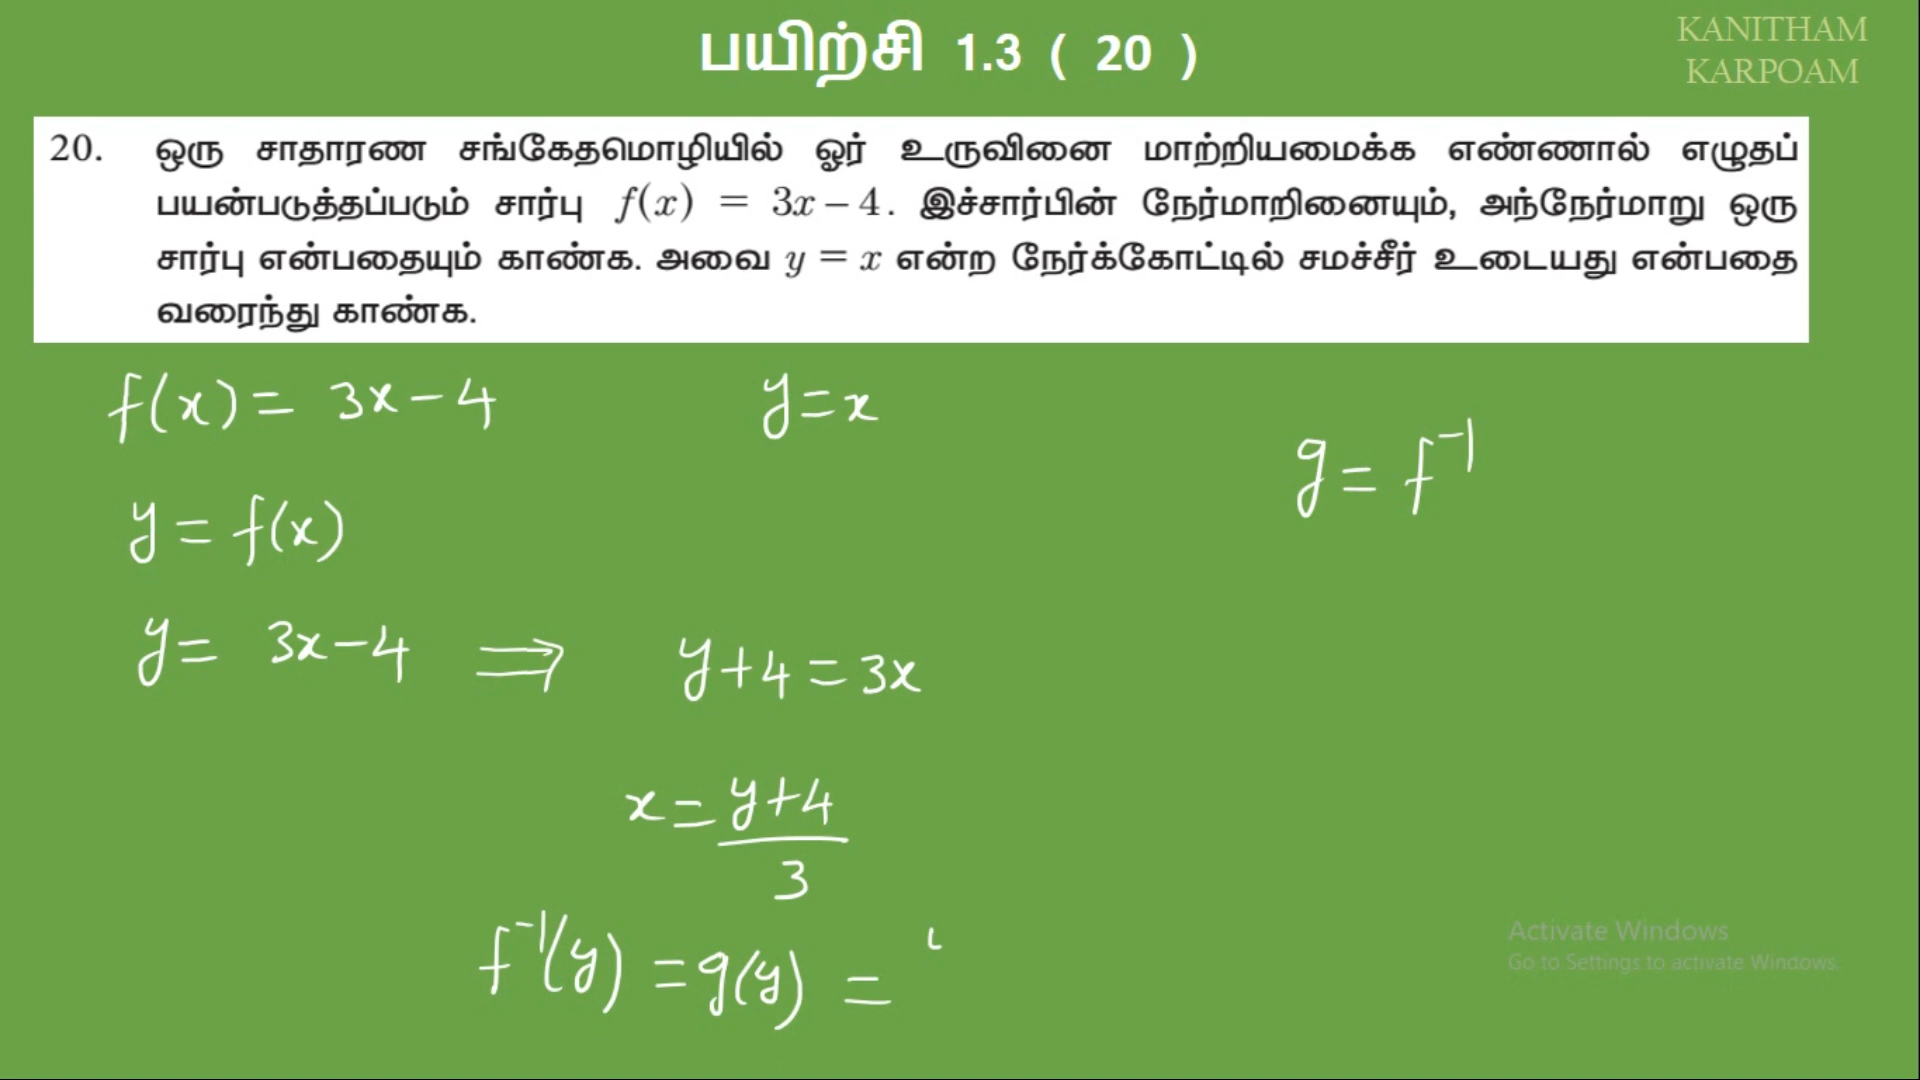 பயிற்சி 1.3 ( 20 )
KANITHAM
KARPOAM
20. ஒரு சாதாரண சங்கேதமொழியில் ஓர் உருவினை மாற்றியமைக்க எண்ணால் எழுதப்
பயன்படுத்தப்படும் சார்பு f(x) = 3x – 4. இச்சார்பின் நேர்மாறினையும், அந்நேர்மாறு ஒரு
சார்பு என்பதையும் காண்க. அவை y = x என்ற நேர்க்கோட்டில் சமச்சீர் உடையது என்பதை
வரைந்து காண்க.
f(x) = 3x – 4
y = x
g = f⁻¹
y = f(x)
y = 3x – 4 ⟹ y + 4 = 3x
x = y+4
3
f⁻¹(y) = g(y) =
Activate Windows
Go to Settings to activate Windows.